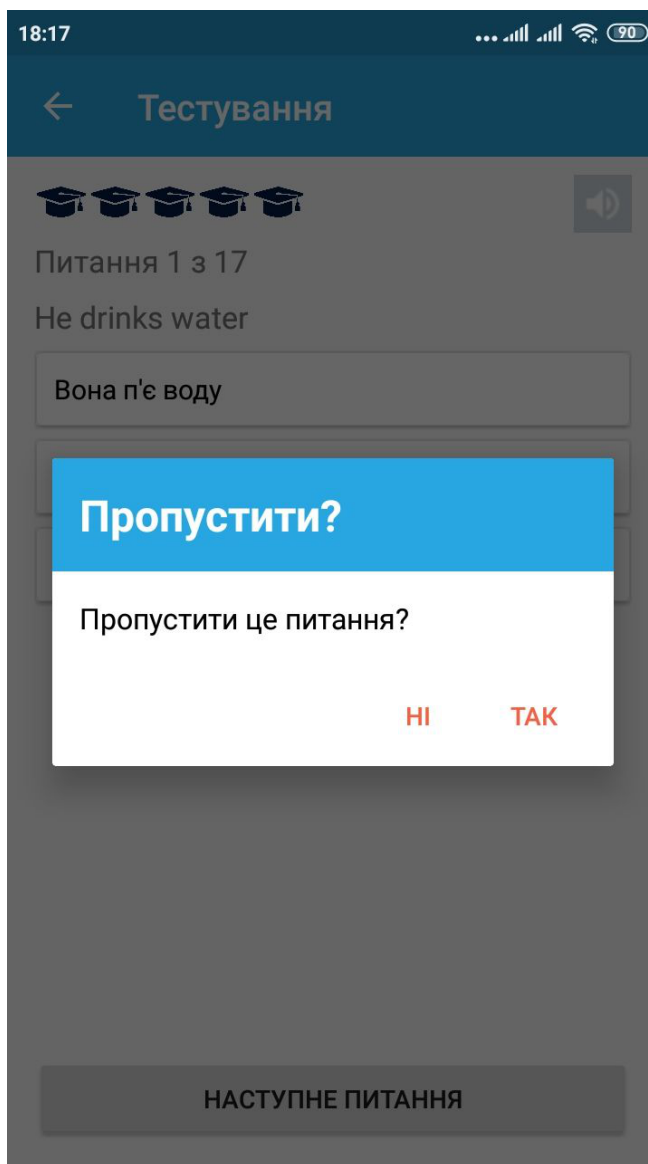 18:17
90
Тестування
Питання 1 з 17
He drinks water
Вона п'є воду
Пропустити?
Пропустити це питання?
НІ ТАК
НАСТУПНЕ ПИТАННЯ